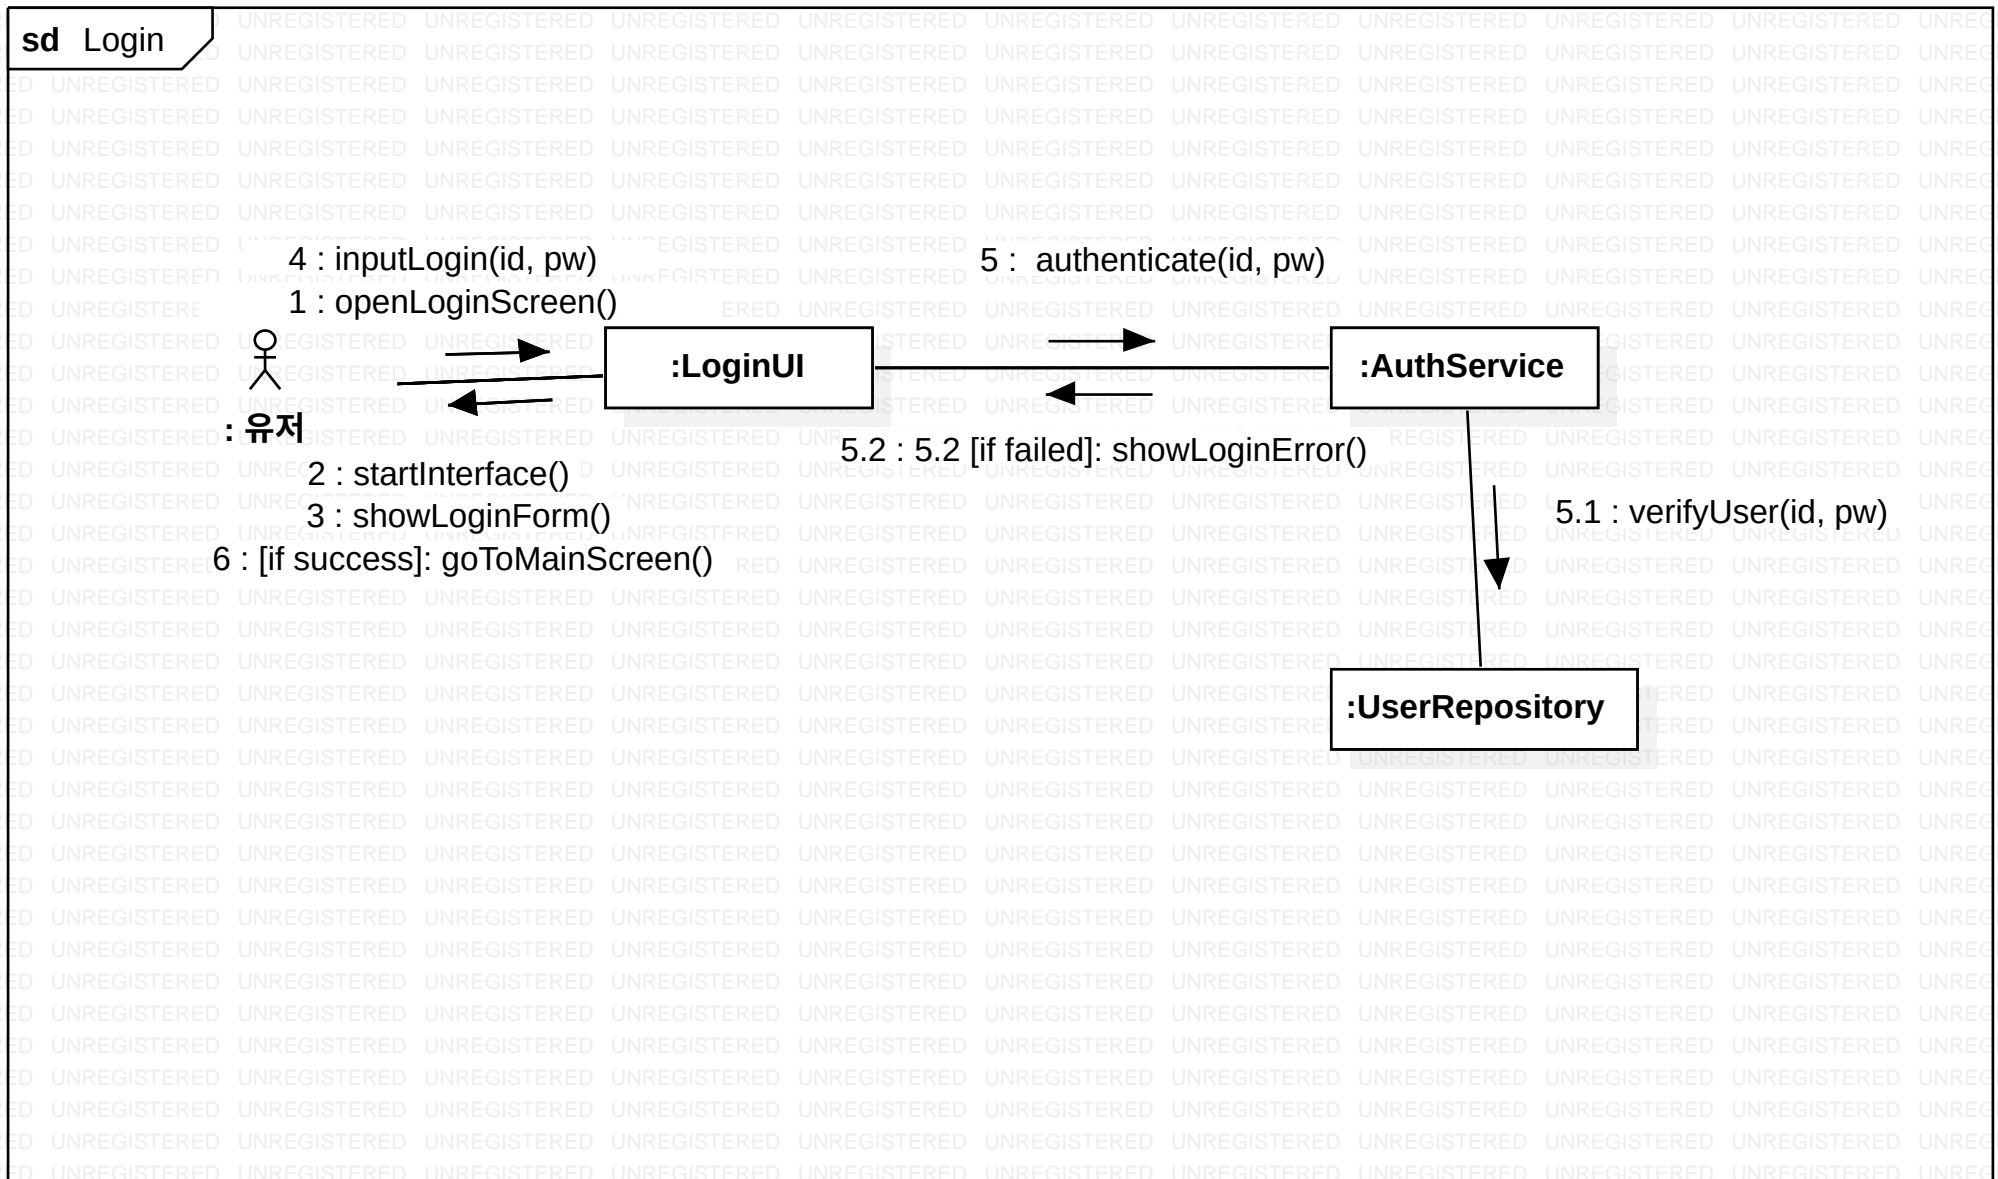 sd Login
4 : inputLogin(id, pw)
1 : openLoginScreen()
5 : authenticate(id, pw)
:LoginUI
:AuthService
: 유저
5.2 : 5.2 [if failed]: showLoginError()
2 : startInterface()
3 : showLoginForm()
6 : [if success]: goToMainScreen()
5.1 : verifyUser(id, pw)
:UserRepository
UNREGISTERED